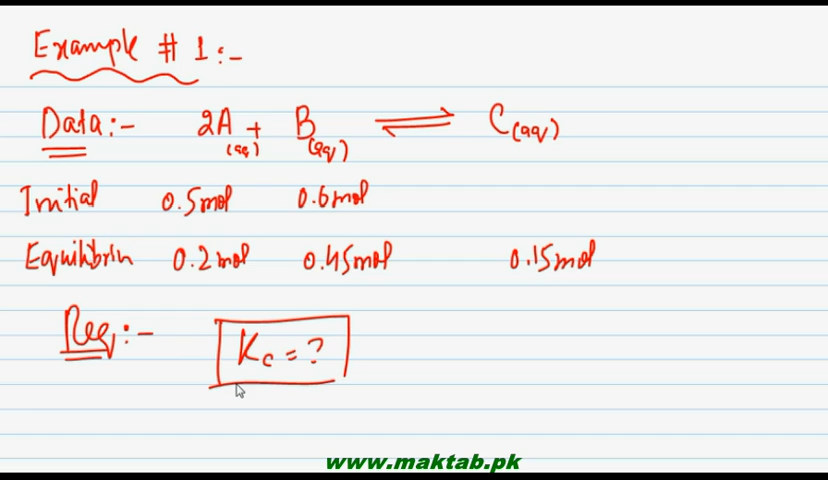 Example # 1:-
Data:- 2A(aq) + B(aq) ⇌ C(aq)
Initial 0.5mol 0.6mol
Equilibrim 0.2mol 0.45mol 0.15mol
Req:- Kc = ?
www.maktab.pk